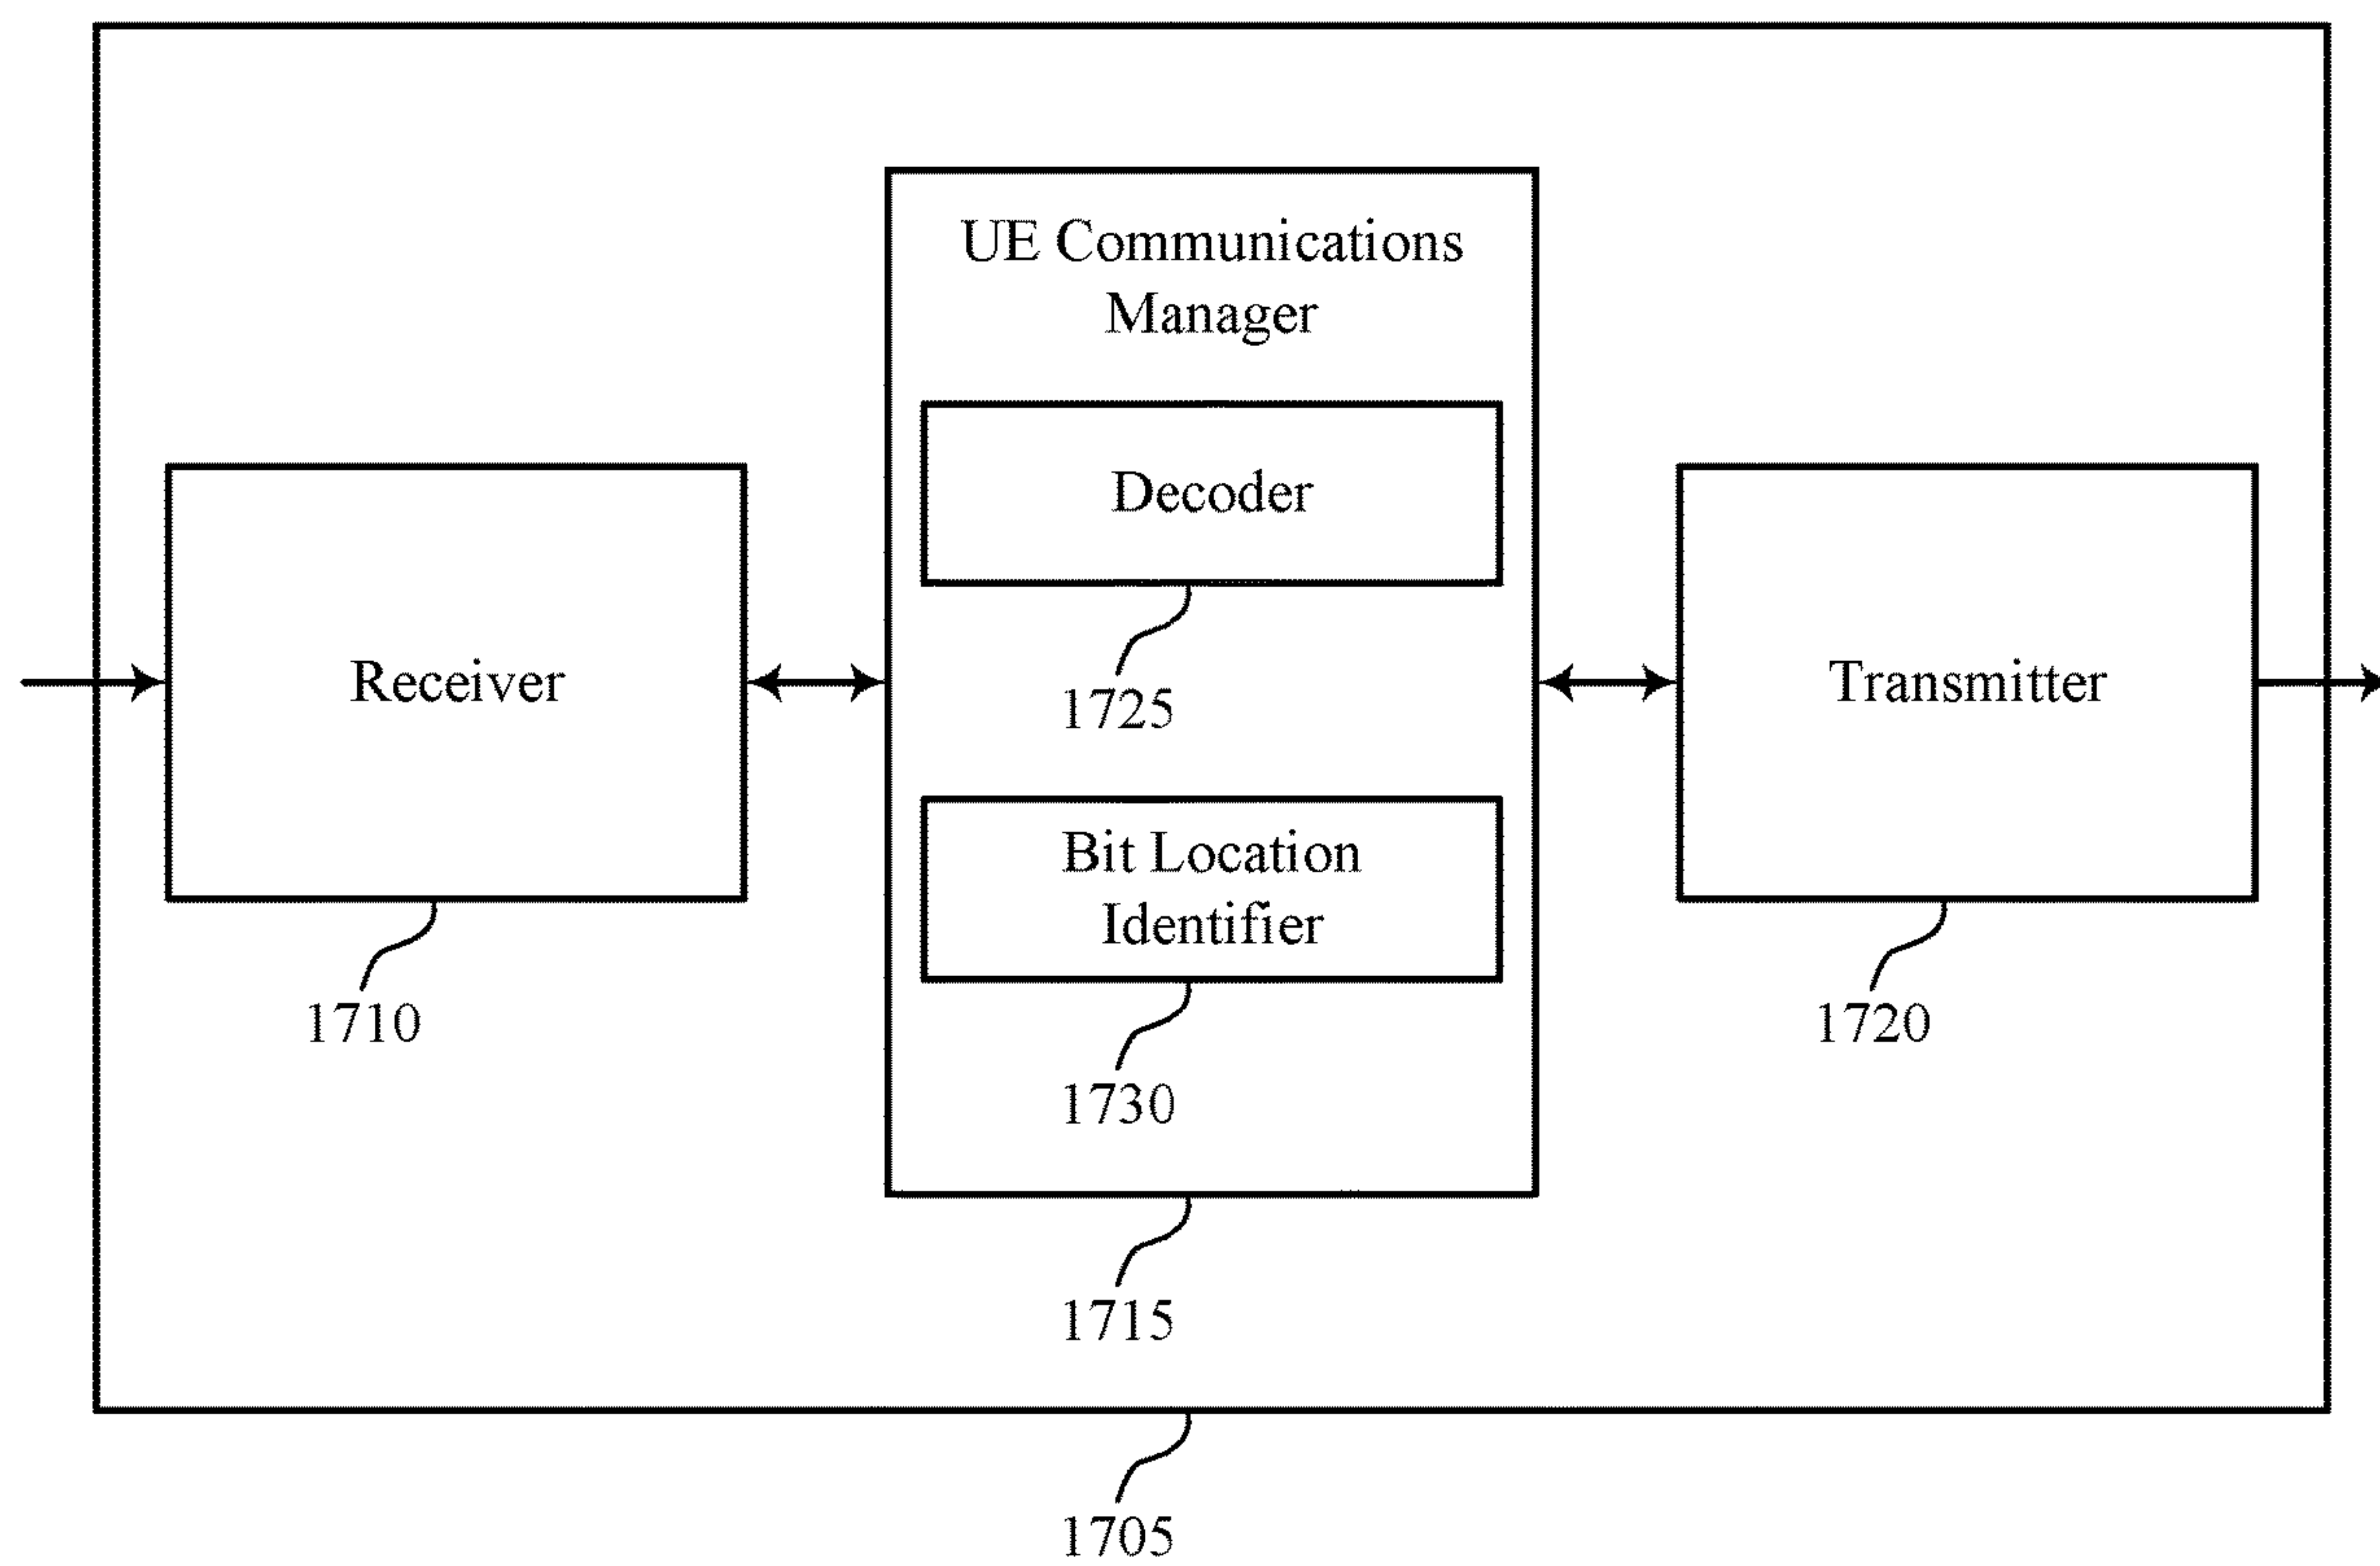 UE Communications
Manager
Decoder
1725
Receiver
1710
Transmitter
1720
Bit Location
Identifier
1730
1715
1705